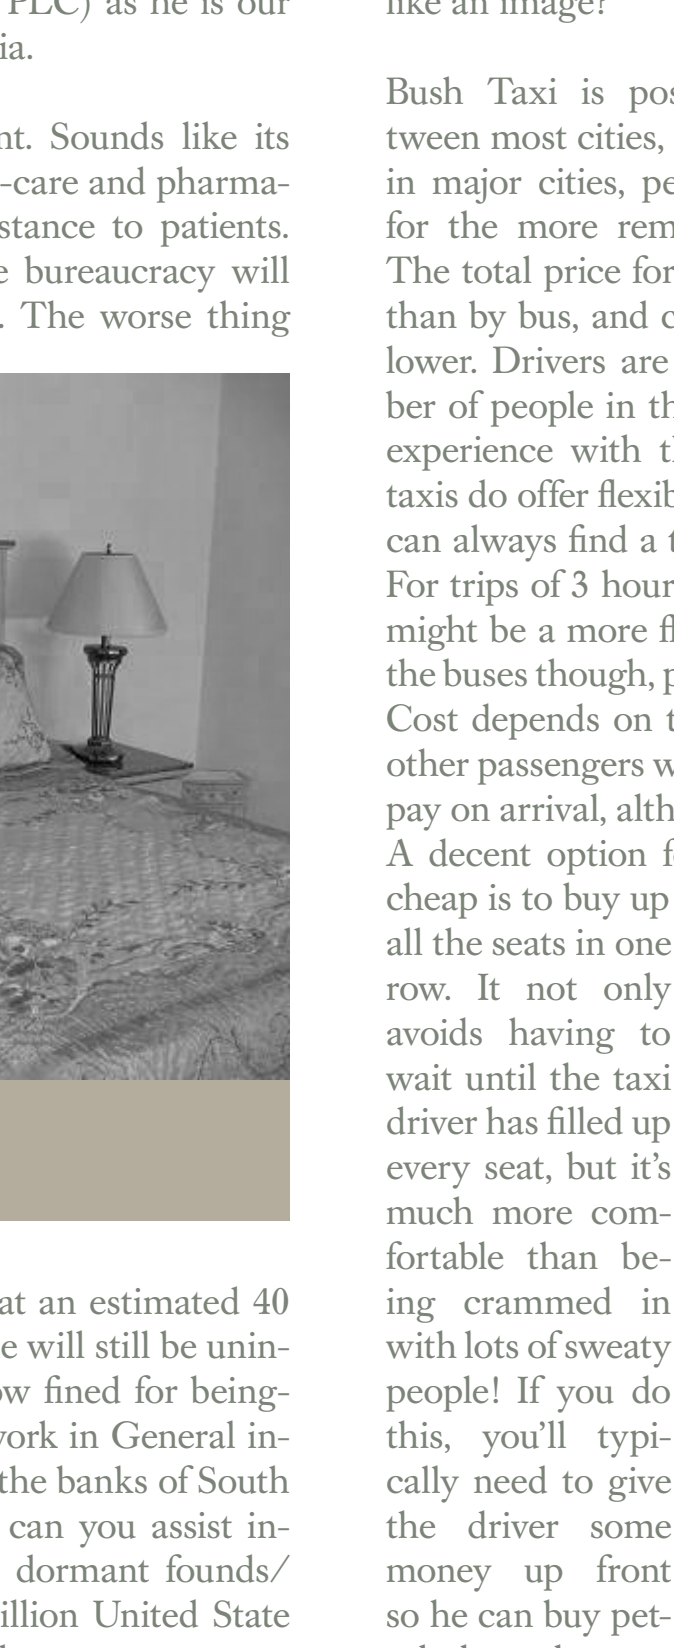 PLC) as he is our
ia.
nt. Sounds like its
-care and pharma-
stance to patients.
e bureaucracy will
. The worse thing
at an estimated 40
e will still be unin-
ow fined for being-
work in General in-
the banks of South
can you assist in-
dormant founds/
illion United State
like an image?
Bush Taxi is pos
tween most cities,
in major cities, pe
for the more rem
The total price for
than by bus, and c
lower. Drivers are
ber of people in th
experience with th
taxis do offer flexib
can always find a t
For trips of 3 hour
might be a more fl
the buses though, p
Cost depends on t
other passengers w
pay on arrival, alth
A decent option f
cheap is to buy up
all the seats in one
row. It not only
avoids having to
wait until the taxi
driver has filled up
every seat, but it's
much more com-
fortable than be-
ing crammed in
with lots of sweaty
people! If you do
this, you'll typi-
cally need to give
the driver some
money up front
so he can buy pet-